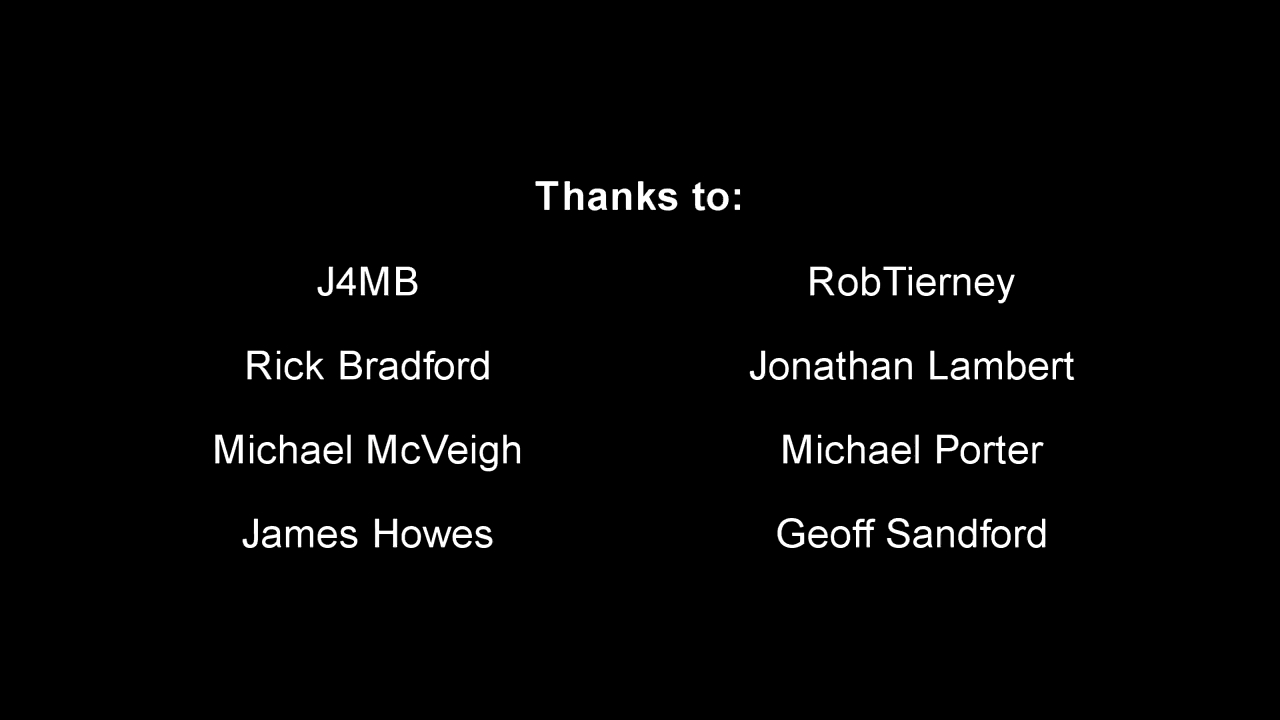 Thanks to:
J4MB
RobTierney
Rick Bradford
Jonathan Lambert
Michael McVeigh
Michael Porter
James Howes
Geoff Sandford